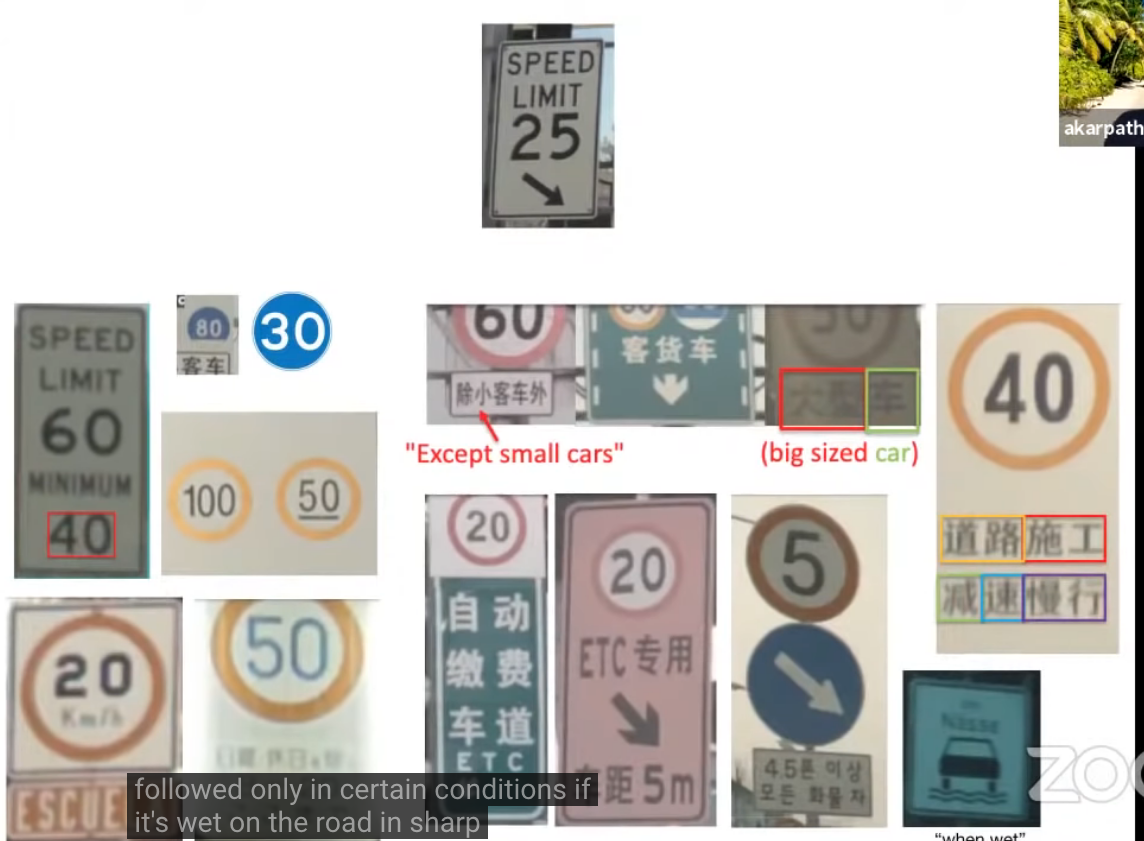 SPEED
LIMIT
25
akarpath
SPEED
LIMIT
60
MINIMUM
40
80
客车
30
100
50
60
除小客车外
"Except small cars"
客货车
(big sized car)
车
40
道路施工
减速慢行
20
Km/h
ESCUE
50
20
自动
缴费
车道
ETC
20
ETC专用
车距5m
5
4.5톤 이상
모든 화물차
Nässe
"when wet"
followed only in certain conditions if
it's wet on the road in sharp